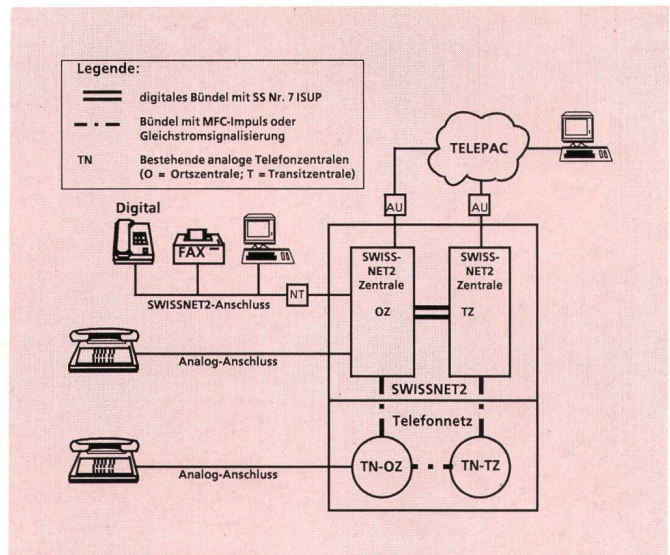 Legende:
digitales Bündel mit SS Nr. 7 ISUP
Bündel mit MFC-Impuls oder
Gleichstromsignalisierung
TN Bestehende analoge Telefonzentralen
(O = Ortszentrale; T = Transitzentrale)
TELEPAC
Digital
AU AU
FAX
SWISS-
NET2
Zentrale
OZ
SWISS-
NET2
Zentrale
TZ
NT
SWISSNET2-Anschluss
Analog-Anschluss
SWISSNET2
Telefonnetz
TN-OZ TN-TZ
Analog-Anschluss